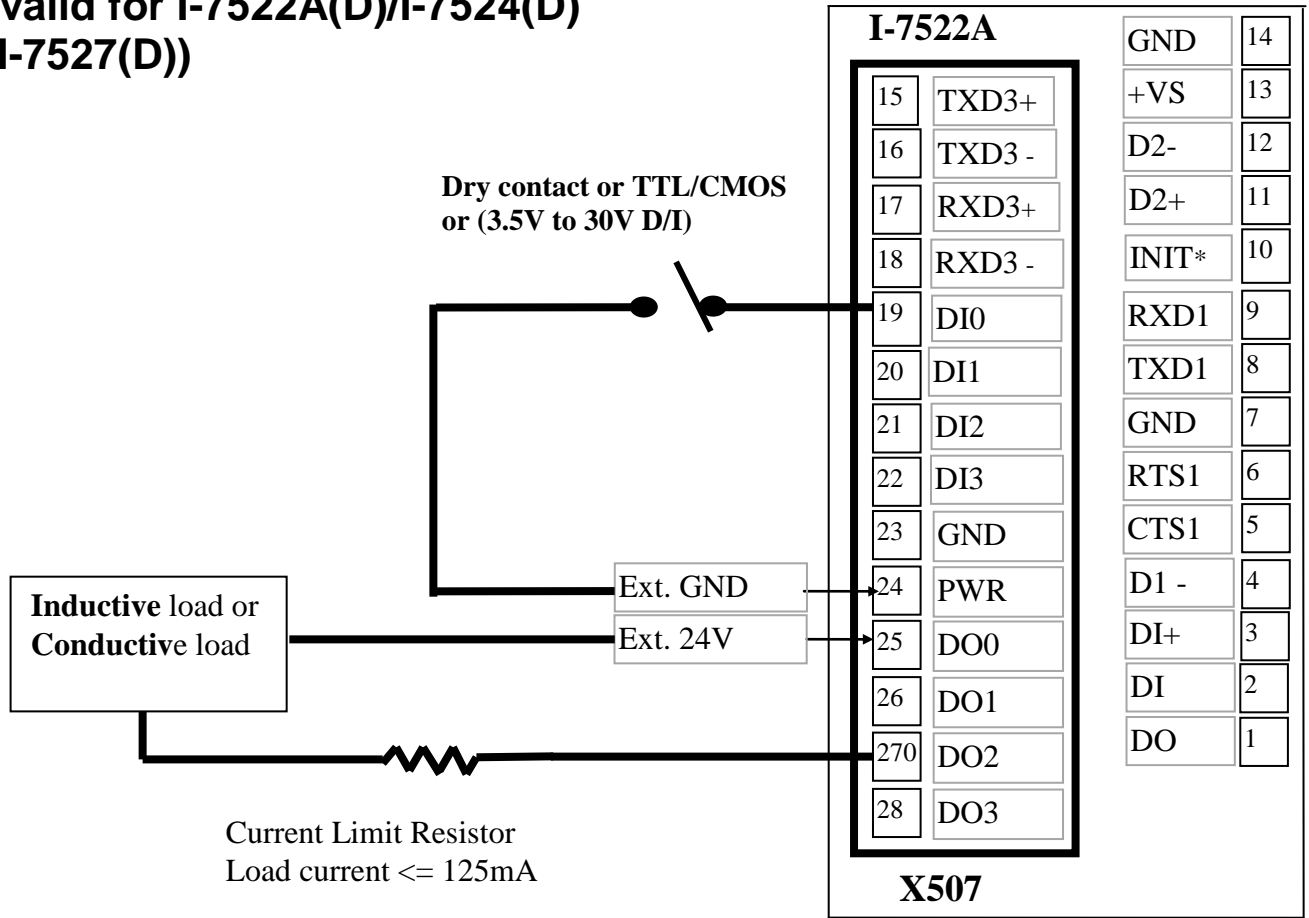 valid for I-7522A(D)/I-7524(D)
I-7527(D))
I-7522A
15 TXD3+
16 TXD3 -
17 RXD3+
18 RXD3 -
19 DI0
20 DI1
21 DI2
22 DI3
23 GND
24 PWR
25 DO0
26 DO1
270 DO2
28 DO3
X507
GND 14
+VS 13
D2- 12
D2+ 11
INIT* 10
RXD1 9
TXD1 8
GND 7
RTS1 6
CTS1 5
D1 - 4
DI+ 3
DI 2
DO 1
Dry contact or TTL/CMOS
or (3.5V to 30V D/I)
Ext. GND
Ext. 24V
Inductive load or
Conductive load
Current Limit Resistor
Load current <= 125mA